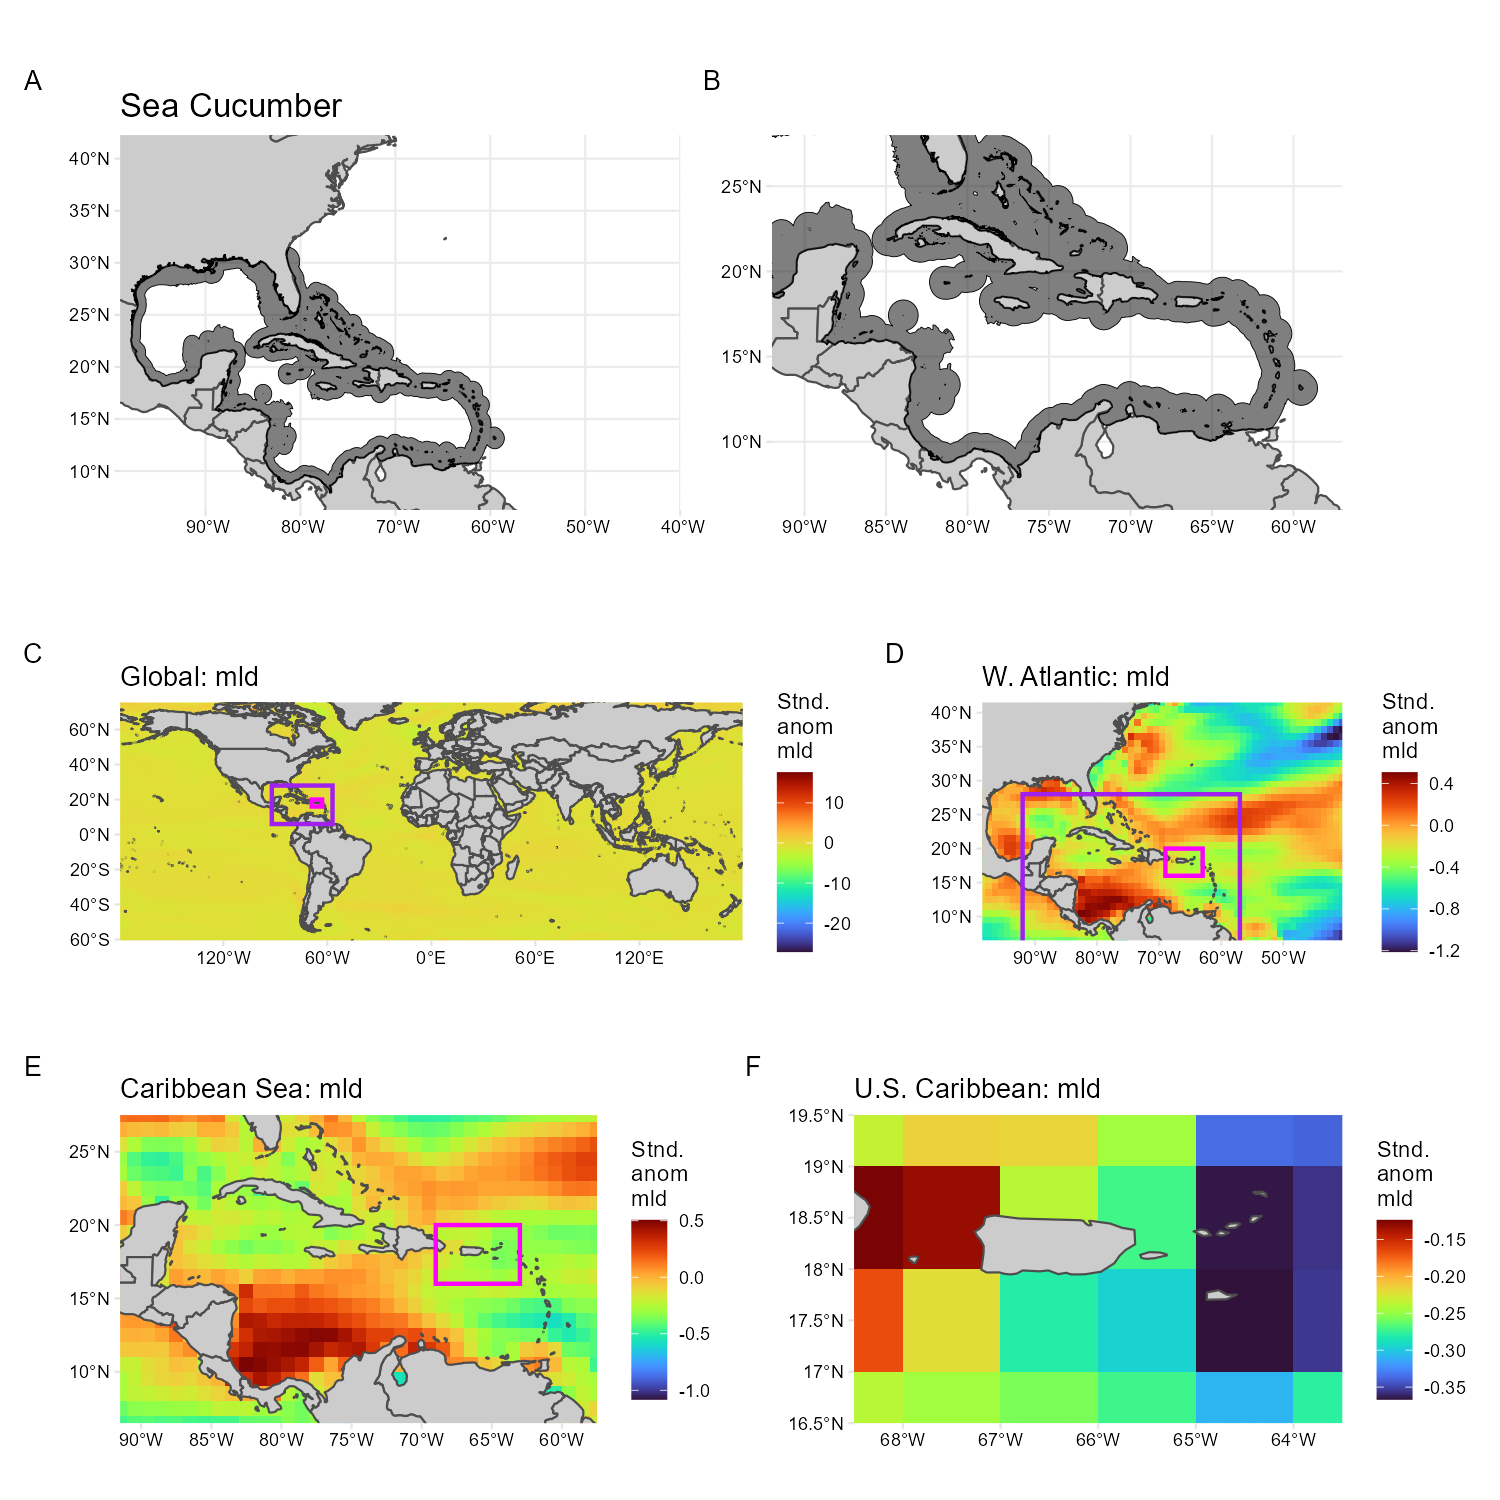 A
B
Sea Cucumber
40°N
35°N
30°N
25°N
20°N
15°N
10°N
90°W 80°W 70°W 60°W 50°W 40°W
25°N
20°N
15°N
10°N
90°W 85°W 80°W 75°W 70°W 65°W 60°W
C
Global: mld
60°N
40°N
20°N
0°N
20°S
40°S
60°S
120°W 60°W 0°E 60°E 120°E
Stnd.
anom
mld
10
0
-10
-20
D
W. Atlantic: mld
40°N
35°N
30°N
25°N
20°N
15°N
10°N
90°W 80°W 70°W 60°W 50°W
Stnd.
anom
mld
0.4
0.0
-0.4
-0.8
-1.2
E
Caribbean Sea: mld
25°N
20°N
15°N
10°N
90°W 85°W 80°W 75°W 70°W 65°W 60°W
Stnd.
anom
mld
0.5
0.0
-0.5
-1.0
F
U.S. Caribbean: mld
19.5°N
19°N
18.5°N
18°N
17.5°N
17°N
16.5°N
68°W 67°W 66°W 65°W 64°W
Stnd.
anom
mld
-0.15
-0.20
-0.25
-0.30
-0.35